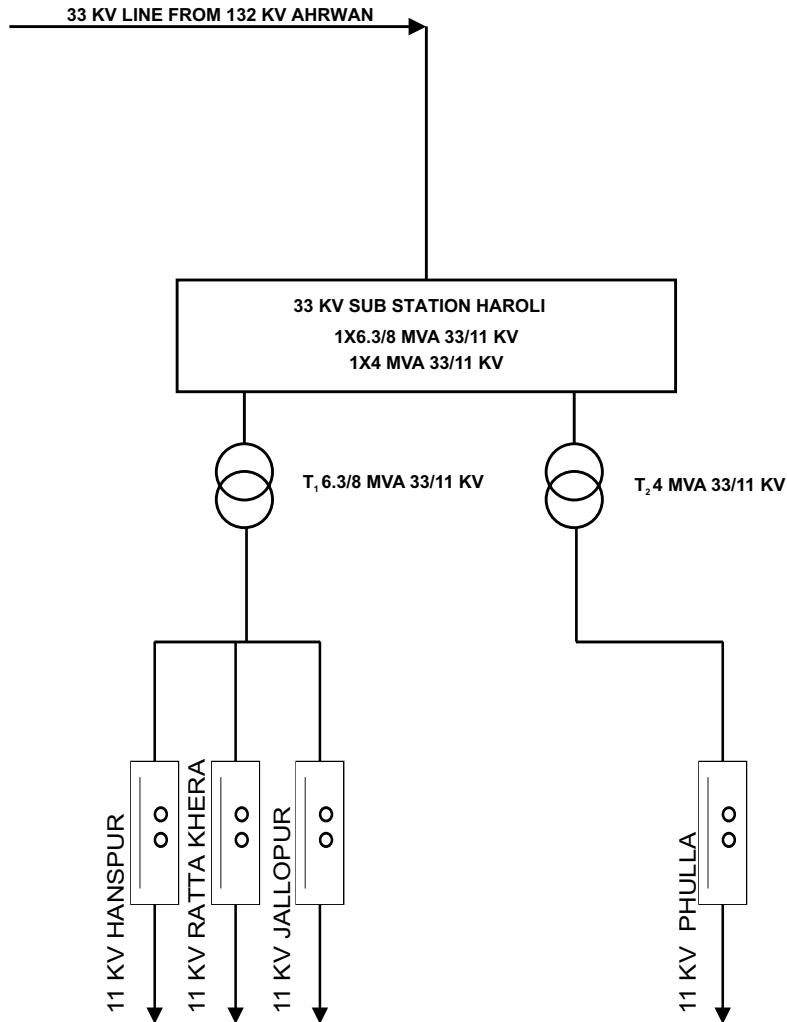 33 KV LINE FROM 132 KV AHRWAN
33 KV SUB STATION HAROLI
1X6.3/8 MVA 33/11 KV
1X4 MVA 33/11 KV
T₁ 6.3/8 MVA 33/11 KV
T₂ 4 MVA 33/11 KV
11 KV HANSPUR
11 KV RATTA KHERA
11 KV JALLOPUR
11 KV PHULLA